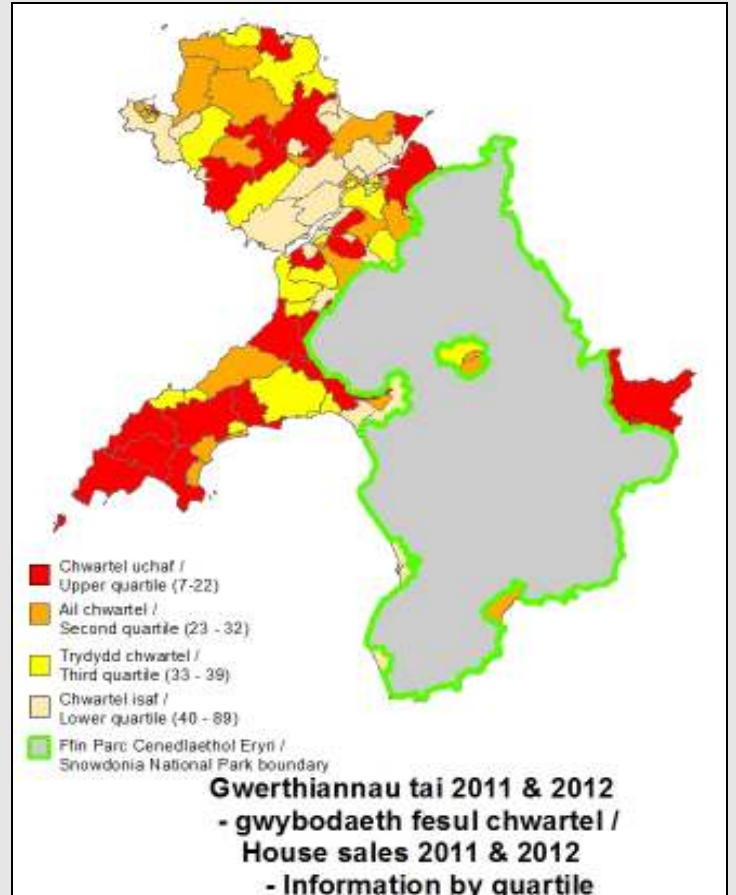 Chwartel uchaf /
Upper quartile (7-22)
Ail chwartel /
Second quartile (23 - 32)
Trydydd chwartel /
Third quartile (33 - 39)
Chwartel isaf /
Lower quartile (40 - 89)
Ffin Parc Cenedlaethol Eryri /
Snowdonia National Park boundary
Gwerthiannau tai 2011 & 2012
- gwybodaeth fesul chwartel /
House sales 2011 & 2012
- Information by quartile